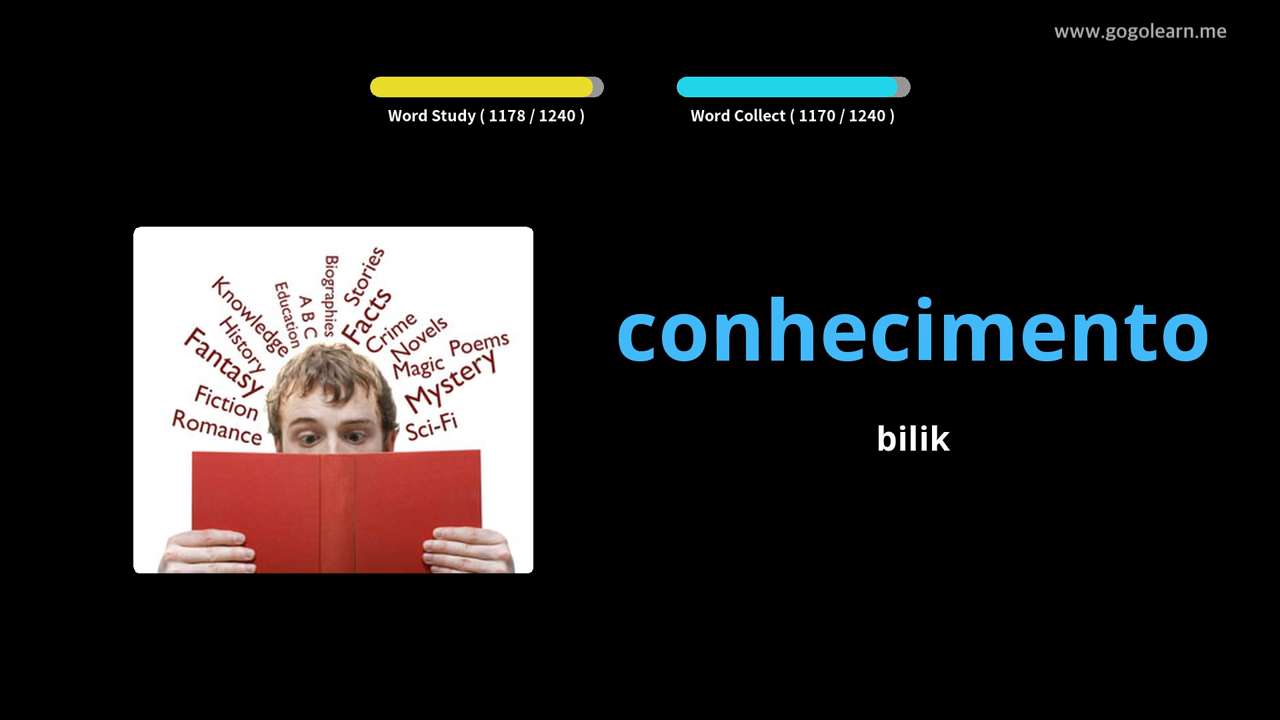 www.gogolearn.me
Word Study ( 1178 / 1240 )
Word Collect ( 1170 / 1240 )
Knowledge
Education
A B C
Biographies
Stories
Facts
History
Crime
Novels
Fantasy
Magic
Poems
Mystery
Fiction
Romance
Sci-Fi
conhecimento
bilik